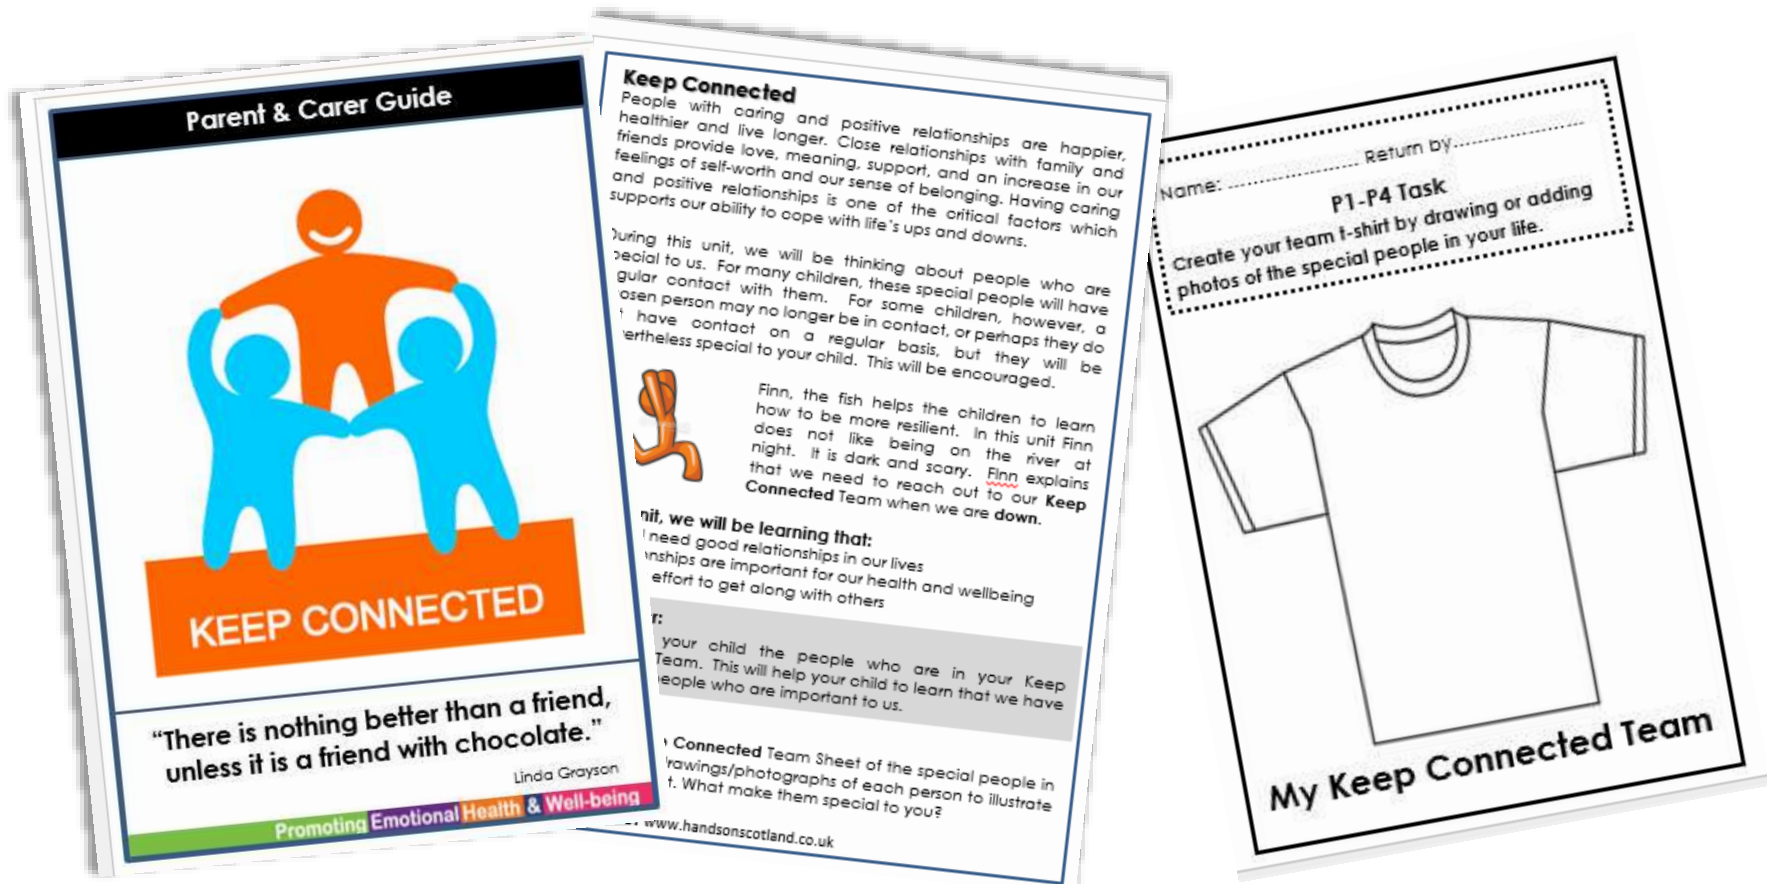 Parent & Carer Guide
KEEP CONNECTED
“There is nothing better than a friend,
unless it is a friend with chocolate.”
Linda Grayson
Promoting Emotional Health & Well-being
Keep Connected
People with caring and positive relationships are happier,
healthier and live longer. Close relationships with family and
friends provide love, meaning, support, and an increase in our
feelings of self-worth and our sense of belonging. Having caring
and positive relationships is one of the critical factors which
supports our ability to cope with life’s ups and downs.
During this unit, we will be thinking about people who are
pecial to us. For many children, these special people will have
gular contact with them. For some children, however, a
osen person may no longer be in contact, or perhaps they do
t have contact on a regular basis, but they will be
ertheless special to your child. This will be encouraged.
Finn, the fish helps the children to learn
how to be more resilient. In this unit Finn
does not like being on the river at
night. It is dark and scary. Finn explains
that we need to reach out to our Keep
Connected Team when we are down.
nit, we will be learning that:
need good relationships in our lives
nships are important for our health and wellbeing
effort to get along with others
r:
your child the people who are in your Keep
Team. This will help your child to learn that we have
eople who are important to us.
Connected Team Sheet of the special people in
rawings/photographs of each person to illustrate
t. What make them special to you?
www.handsonscotland.co.uk
Name: .......................... Return by..........................
P1-P4 Task
Create your team t-shirt by drawing or adding
photos of the special people in your life.
My Keep Connected Team